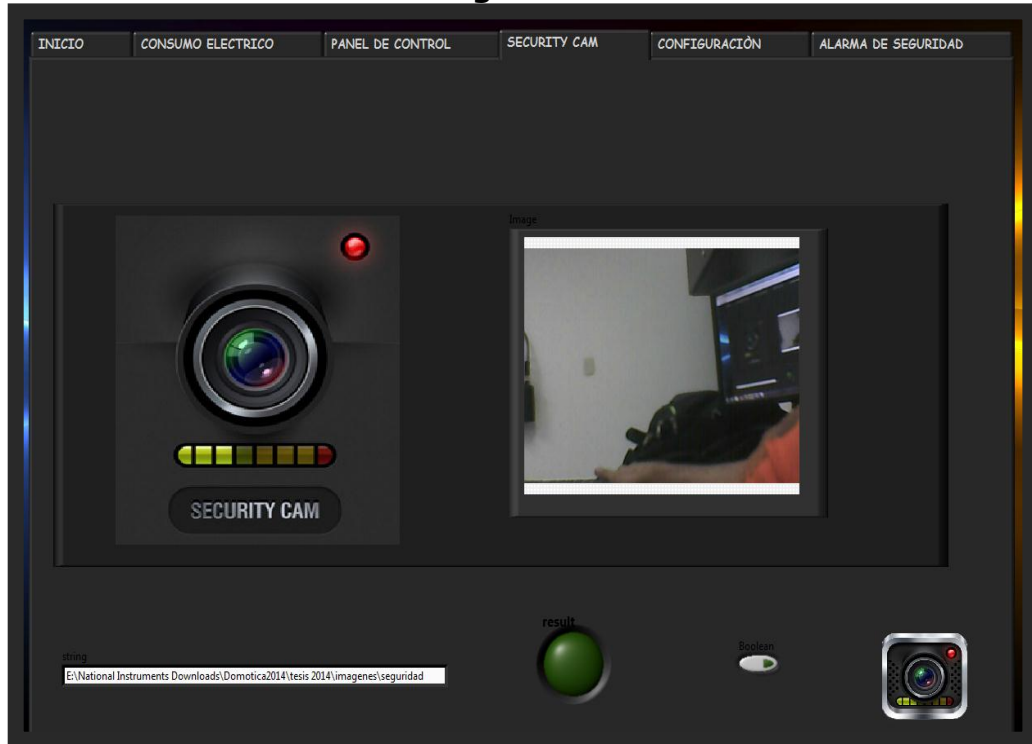 INICIO
CONSUMO ELECTRICO
PANEL DE CONTROL
SECURITY CAM
CONFIGURACIÒN
ALARMA DE SEGURIDAD
Image
SECURITY CAM
result
Boolean
string
E:\National Instruments Downloads\Domotica2014\tesis 2014\imagenes\seguridad